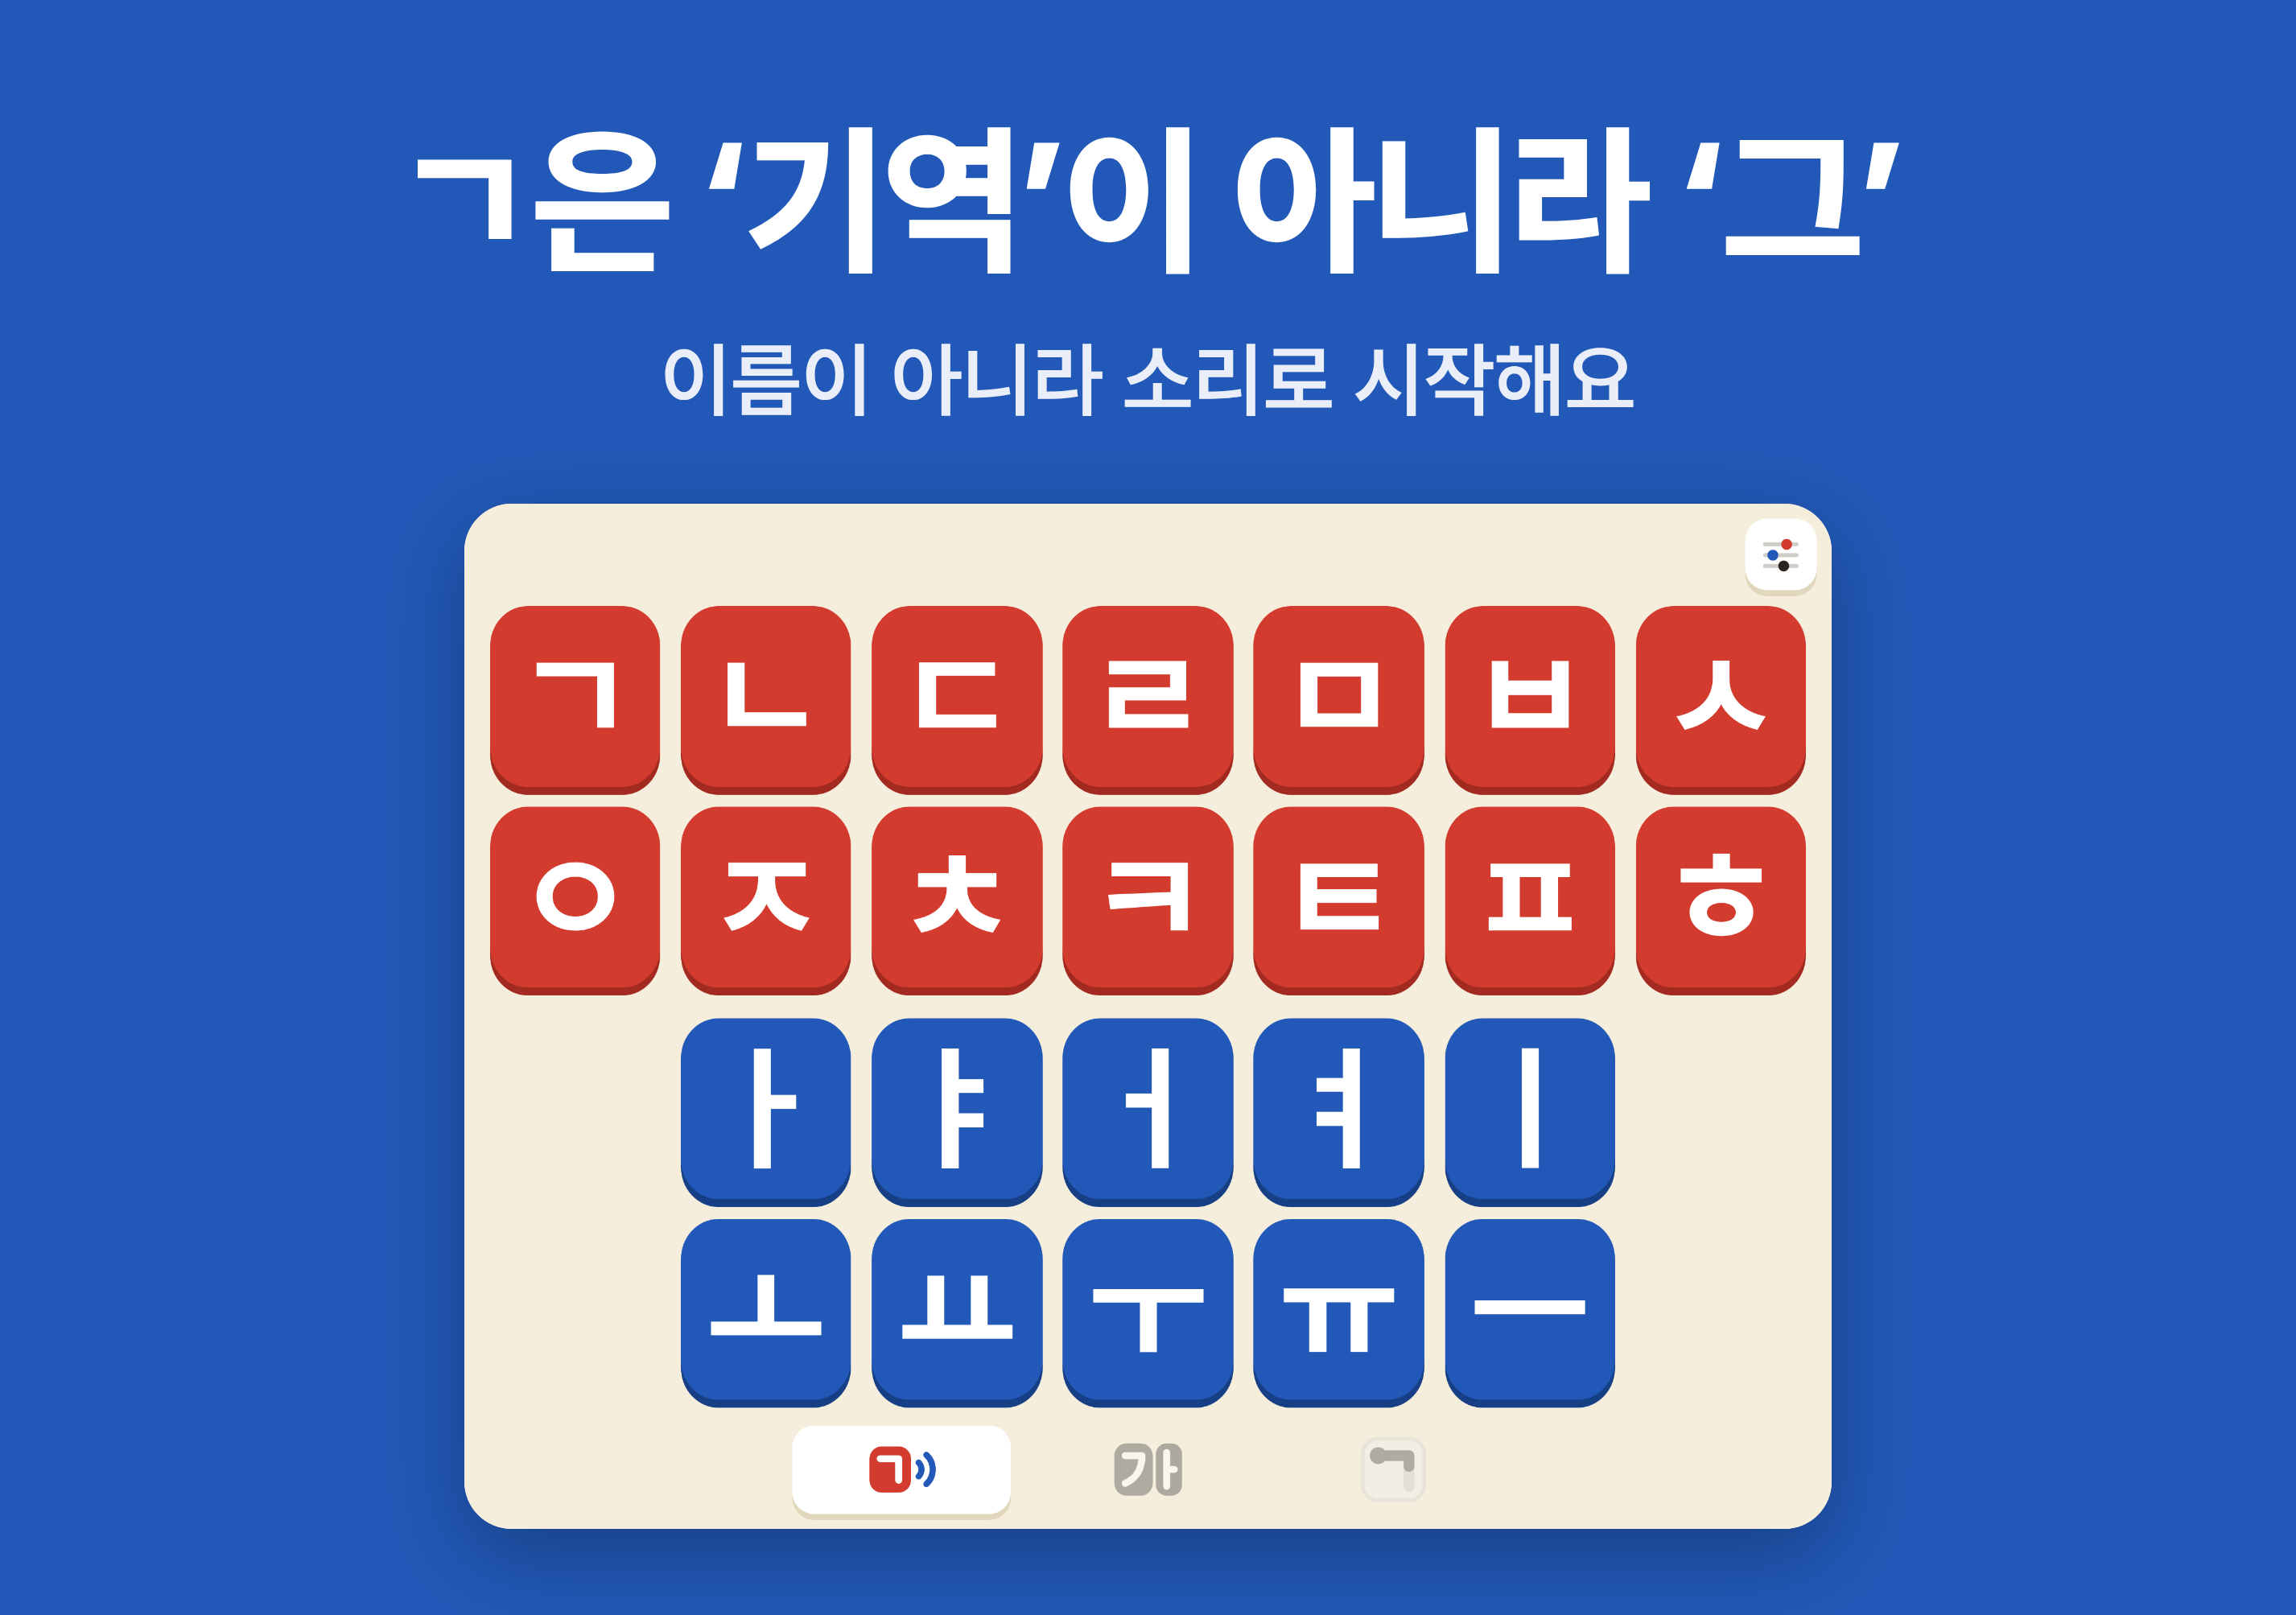 ㄱ은 ‘기역’이 아니라 ‘그’
이름이 아니라 소리로 시작해요
ㄱ ㄴ ㄷ ㄹ ㅁ ㅂ ㅅ
ㅇ ㅈ ㅊ ㅋ ㅌ ㅍ ㅎ
ㅏ ㅑ ㅓ ㅕ ㅣ
ㅗ ㅛ ㅜ ㅠ ㅡ
ㄱ 가 ㄱ